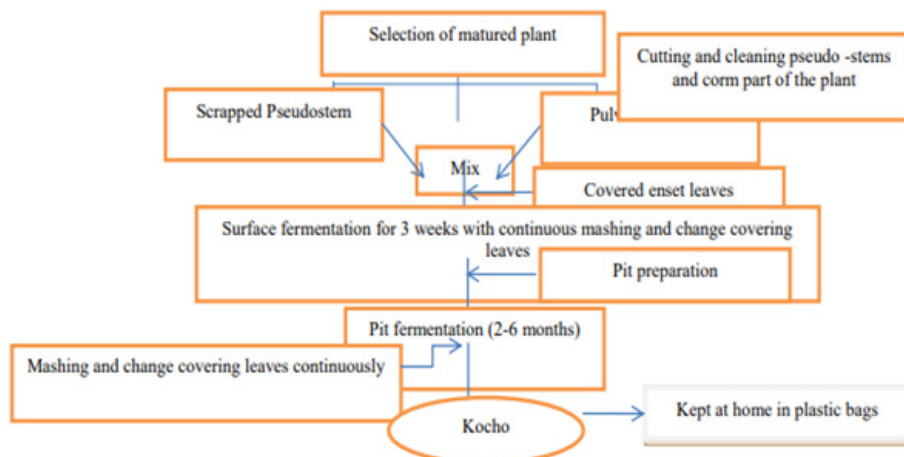 Selection of matured plant
Cutting and cleaning pseudo -stems
and corm part of the plant
Scrapped Pseudostem
Mix
Covered enset leaves
Surface fermentation for 3 weeks with continuous mashing and change covering
leaves
Pit preparation
Pit fermentation (2-6 months)
Mashing and change covering leaves continuously
Kept at home in plastic bags
Kocho